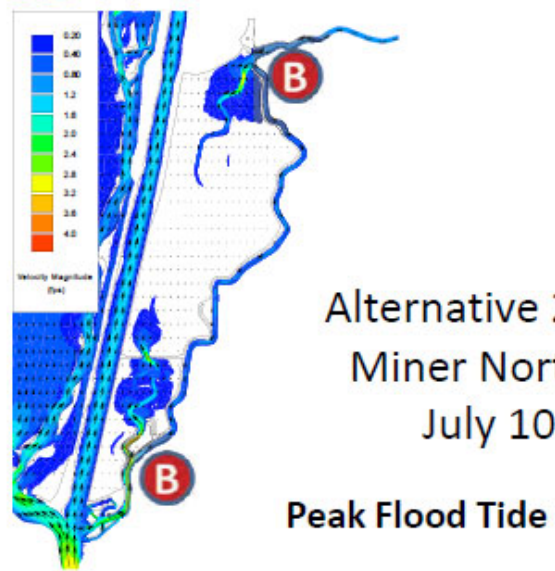 0.20
0.40
0.80
1.2
1.6
2.0
2.4
2.8
3.2
3.6
4.0
Velocity Magnitude
(fps)
B
B
Alternative
Miner
July 10
Peak Flood Tide